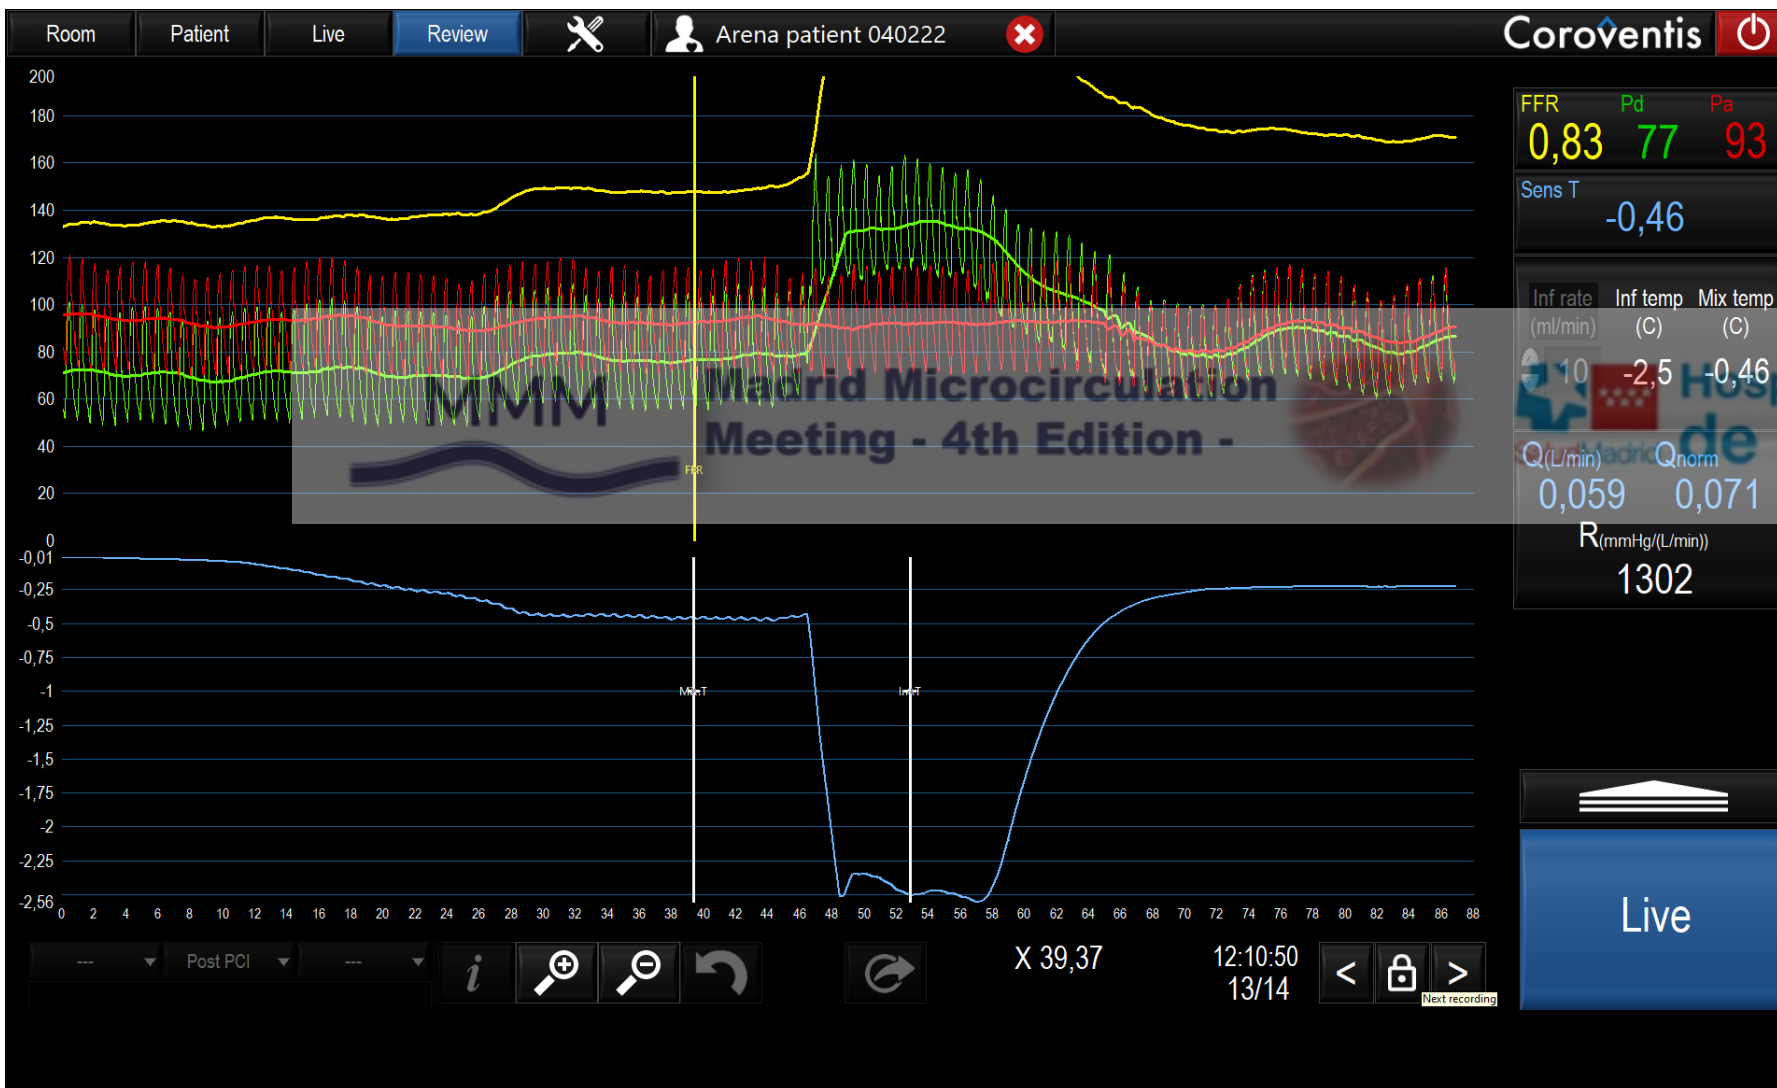 Room Patient Live Review Arena patient 040222 Coroventis
200
180
160
140
120
100
80
60
40
20
0
FFR Pd Pa
0,83 77 93
Sens T
-0,46
Inf rate Inf temp Mix temp
(ml/min) (C) (C)
10 -2,5 -0,46
MMM
Madrid Microcirculation
Meeting - 4th Edition -
Hosp
SaludMadrid de
FFR
Q(L/min) Qnorm
0,059 0,071
R(mmHg/(L/min))
1302
-0,01
-0,25
-0,5
-0,75
-1
-1,25
-1,5
-1,75
-2
-2,25
-2,56
0 2 4 6 8 10 12 14 16 18 20 22 24 26 28 30 32 34 36 38 40 42 44 46 48 50 52 54 56 58 60 62 64 66 68 70 72 74 76 78 80 82 84 86 88
--- Post PCI --- i X 39,37 12:10:50
13/14
< >
Next recording
Live